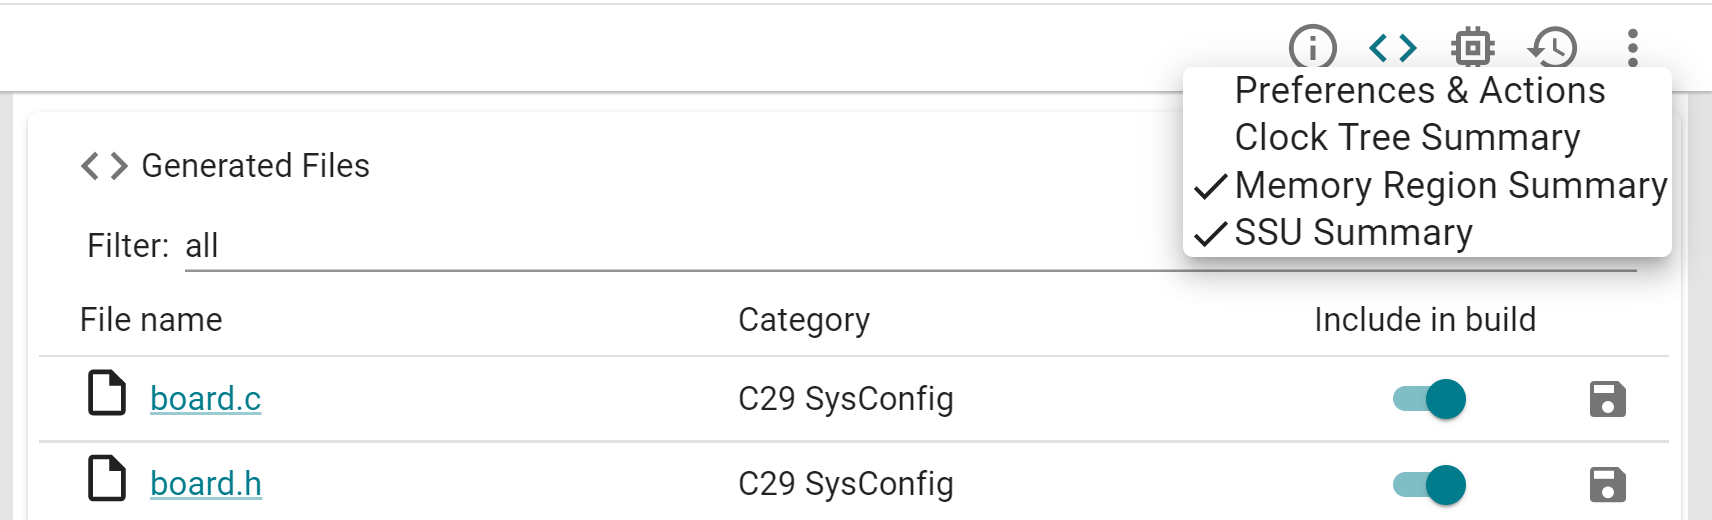 Preferences & Actions
Clock Tree Summary
Memory Region Summary
SSU Summary
Generated Files
Filter: all
File name Category Include in build
board.c C29 SysConfig
board.h C29 SysConfig